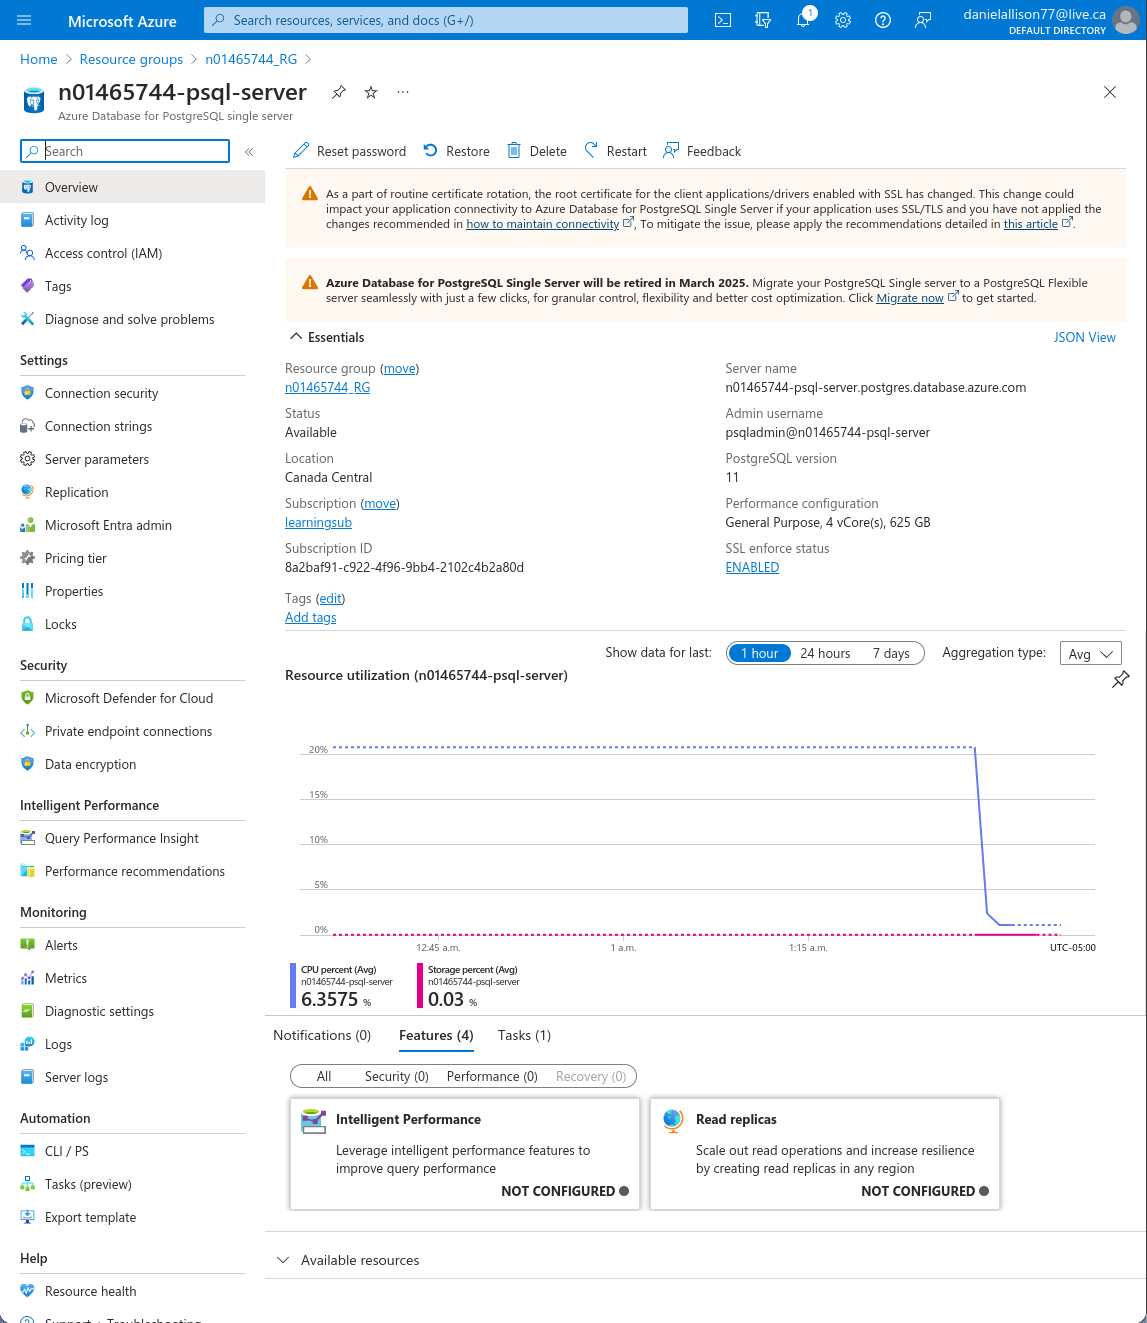 Microsoft Azure
Search resources, services, and docs (G+/)
1
danielallison77@live.ca
DEFAULT DIRECTORY
Home > Resource groups > n01465744_RG >
n01465744-psql-server
Azure Database for PostgreSQL single server
Search
Overview
Activity log
Access control (IAM)
Tags
Diagnose and solve problems
Settings
Connection security
Connection strings
Server parameters
Replication
Microsoft Entra admin
Pricing tier
Properties
Locks
Security
Microsoft Defender for Cloud
Private endpoint connections
Data encryption
Intelligent Performance
Query Performance Insight
Performance recommendations
Monitoring
Alerts
Metrics
Diagnostic settings
Logs
Server logs
Automation
CLI / PS
Tasks (preview)
Export template
Help
Resource health
Support + Troubleshooting
Reset password Restore Delete Restart Feedback
As a part of routine certificate rotation, the root certificate for the client applications/drivers enabled with SSL has changed. This change could
impact your application connectivity to Azure Database for PostgreSQL Single Server if your application uses SSL/TLS and you have not applied the
changes recommended in how to maintain connectivity , To mitigate the issue, please apply the recommendations detailed in this article .
Azure Database for PostgreSQL Single Server will be retired in March 2025. Migrate your PostgreSQL Single server to a PostgreSQL Flexible
server seamlessly with just a few clicks, for granular control, flexibility and better cost optimization. Click Migrate now to get started.
Essentials
JSON View
Resource group (move)
n01465744_RG
Status
Available
Location
Canada Central
Subscription (move)
learningsub
Subscription ID
8a2baf91-c922-4f96-9bb4-2102c4b2a80d
Tags (edit)
Add tags
Server name
n01465744-psql-server.postgres.database.azure.com
Admin username
psqladmin@n01465744-psql-server
PostgreSQL version
11
Performance configuration
General Purpose, 4 vCore(s), 625 GB
SSL enforce status
ENABLED
Show data for last: 1 hour 24 hours 7 days Aggregation type: Avg
Resource utilization (n01465744-psql-server)
20%
15%
10%
5%
0%
12:45 a.m. 1 a.m. 1:15 a.m. UTC-05:00
CPU percent (Avg)
n01465744-psql-server
6.3575 %
Storage percent (Avg)
n01465744-psql-server
0.03 %
Notifications (0) Features (4) Tasks (1)
All Security (0) Performance (0) Recovery (0)
Intelligent Performance
Leverage intelligent performance features to
improve query performance
NOT CONFIGURED
Read replicas
Scale out read operations and increase resilience
by creating read replicas in any region
NOT CONFIGURED
Available resources